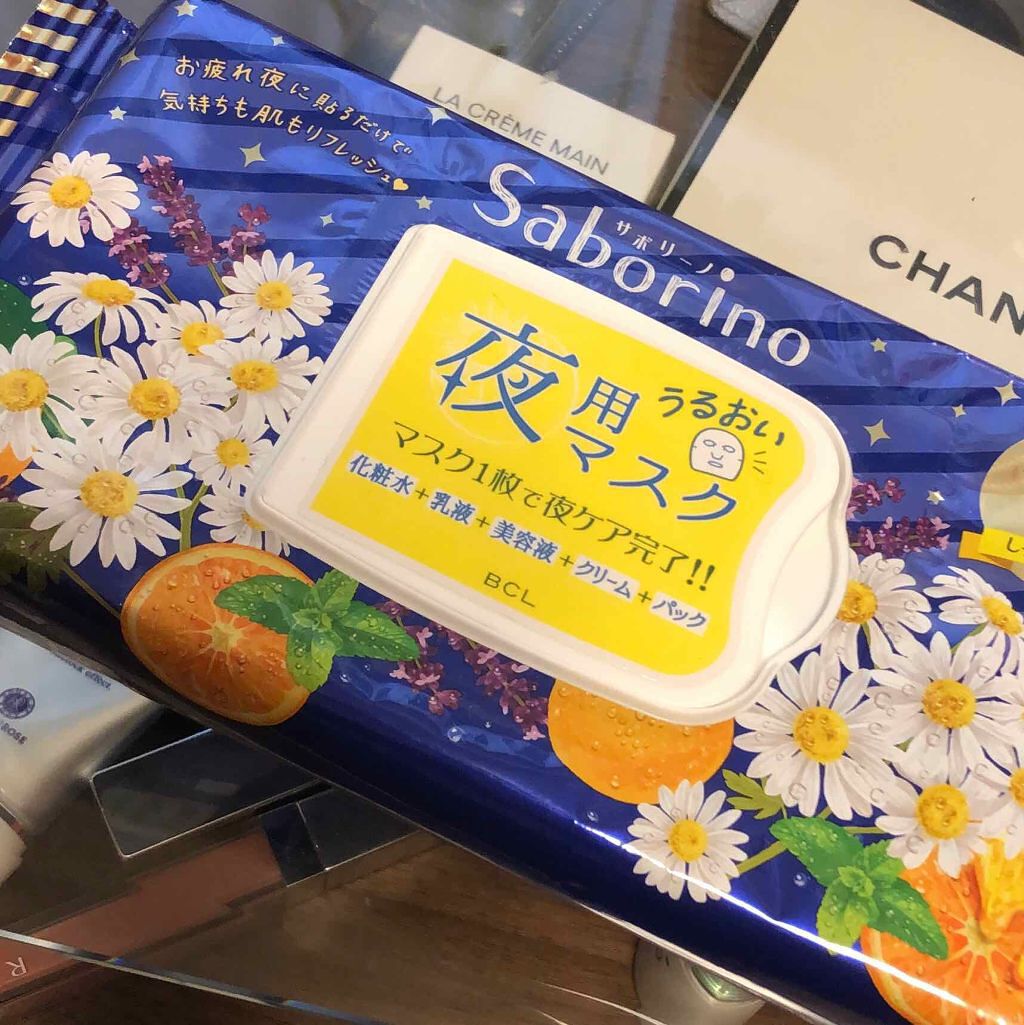 お疲れ夜に貼るだけで
気持ちも肌もリフレッシュ
LA CRÈME MAIN
CHAN
サボリーノ
Saborino
夜用マスク
うるおい
マスク1枚で夜ケア完了!!
化粧水+乳液+美容液+クリーム+パック
BCL
effect
ROSE
R